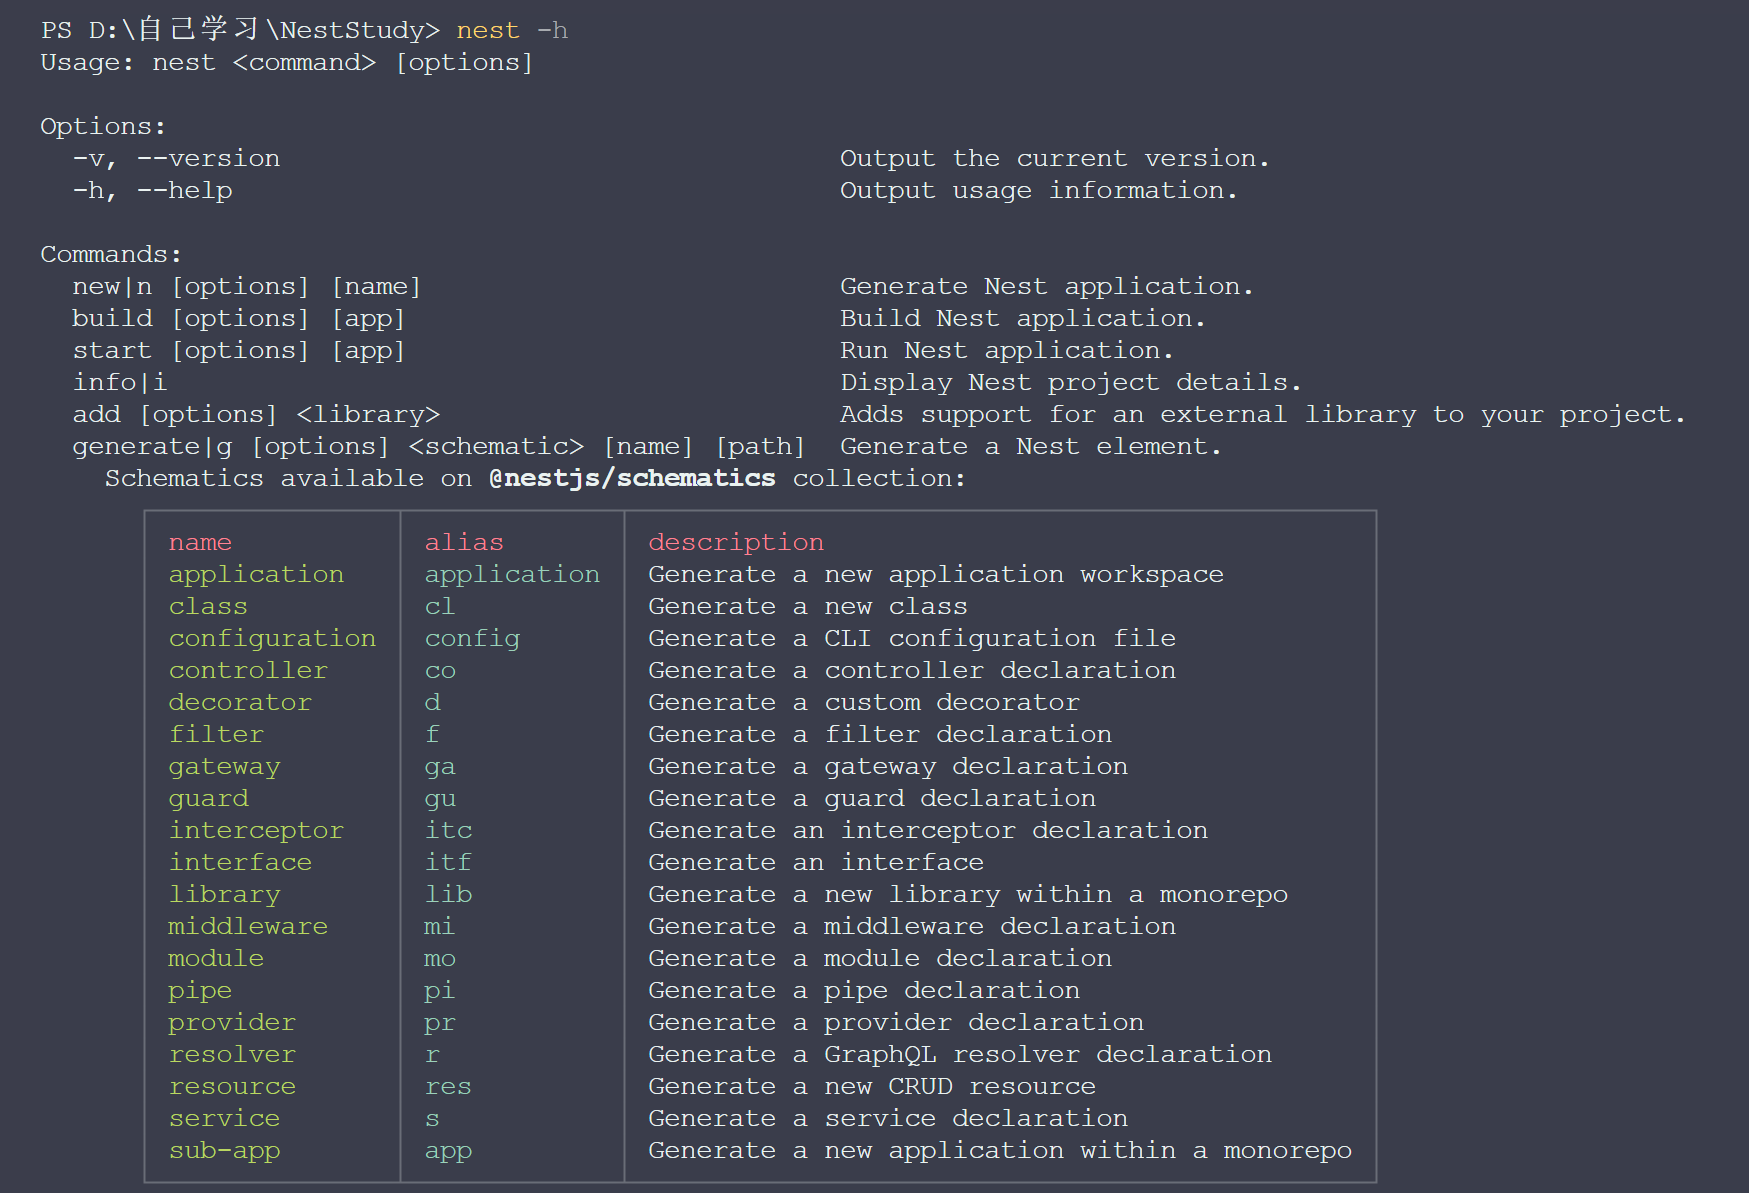 PS D:\自己学习\NestStudy> nest -h
Usage: nest <command> [options]
Options:
-v, --version Output the current version.
-h, --help Output usage information.
Commands:
new|n [options] [name] Generate Nest application.
build [options] [app] Build Nest application.
start [options] [app] Run Nest application.
info|i Display Nest project details.
add [options] <library> Adds support for an external library to your project.
generate|g [options] <schematic> [name] [path] Generate a Nest element.
Schematics available on @nestjs/schematics collection:
name alias description
application application Generate a new application workspace
class cl Generate a new class
configuration config Generate a CLI configuration file
controller co Generate a controller declaration
decorator d Generate a custom decorator
filter f Generate a filter declaration
gateway ga Generate a gateway declaration
guard gu Generate a guard declaration
interceptor itc Generate an interceptor declaration
interface itf Generate an interface
library lib Generate a new library within a monorepo
middleware mi Generate a middleware declaration
module mo Generate a module declaration
pipe pi Generate a pipe declaration
provider pr Generate a provider declaration
resolver r Generate a GraphQL resolver declaration
resource res Generate a new CRUD resource
service s Generate a service declaration
sub-app app Generate a new application within a monorepo